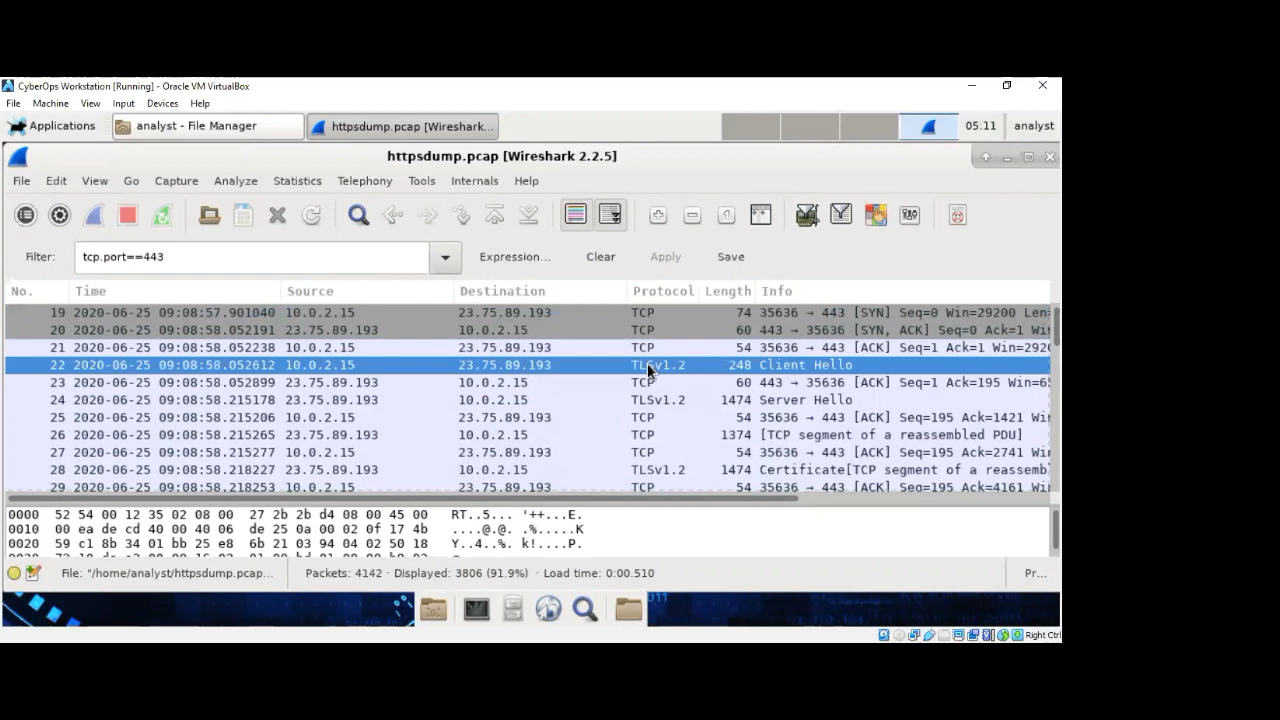 CyberOps Workstation [Running] - Oracle VM VirtualBox
File Machine View Input Devices Help
Applications analyst - File Manager httpsdump.pcap [Wireshark... 05:11 analyst
httpsdump.pcap [Wireshark 2.2.5]
File Edit View Go Capture Analyze Statistics Telephony Tools Internals Help
Filter: tcp.port==443 Expression... Clear Apply Save
No. Time Source Destination Protocol Length Info
19 2020-06-25 09:08:57.901040 10.0.2.15 23.75.89.193 TCP 74 35636 → 443 [SYN] Seq=0 Win=29200 Len=
20 2020-06-25 09:08:58.052191 23.75.89.193 10.0.2.15 TCP 60 443 → 35636 [SYN, ACK] Seq=0 Ack=1 Win
21 2020-06-25 09:08:58.052238 10.0.2.15 23.75.89.193 TCP 54 35636 → 443 [ACK] Seq=1 Ack=1 Win=2920
22 2020-06-25 09:08:58.052612 10.0.2.15 23.75.89.193 TLSv1.2 248 Client Hello
23 2020-06-25 09:08:58.052899 23.75.89.193 10.0.2.15 TCP 60 443 → 35636 [ACK] Seq=1 Ack=195 Win=65
24 2020-06-25 09:08:58.215178 23.75.89.193 10.0.2.15 TLSv1.2 1474 Server Hello
25 2020-06-25 09:08:58.215206 10.0.2.15 23.75.89.193 TCP 54 35636 → 443 [ACK] Seq=195 Ack=1421 Win
26 2020-06-25 09:08:58.215265 23.75.89.193 10.0.2.15 TCP 1374 [TCP segment of a reassembled PDU]
27 2020-06-25 09:08:58.215277 10.0.2.15 23.75.89.193 TCP 54 35636 → 443 [ACK] Seq=195 Ack=2741 Win
28 2020-06-25 09:08:58.218227 23.75.89.193 10.0.2.15 TLSv1.2 1474 Certificate[TCP segment of a reassemb
29 2020-06-25 09:08:58.218253 10.0.2.15 23.75.89.193 TCP 54 35636 → 443 [ACK] Seq=195 Ack=4161 Win
0000 52 54 00 12 35 02 08 00 27 2b 2b d4 08 00 45 00 RT..5... '++...E.
0010 00 ea de cd 40 00 40 06 de 25 0a 00 02 0f 17 4b ....@.@. .%.....K
0020 59 c1 8b 34 01 bb 25 e8 6b 21 03 94 04 02 50 18 Y..4..%. k!....P.
File: "/home/analyst/httpsdump.pcap... Packets: 4142 · Displayed: 3806 (91.9%) · Load time: 0:00.510 Pr...
Right Ctrl